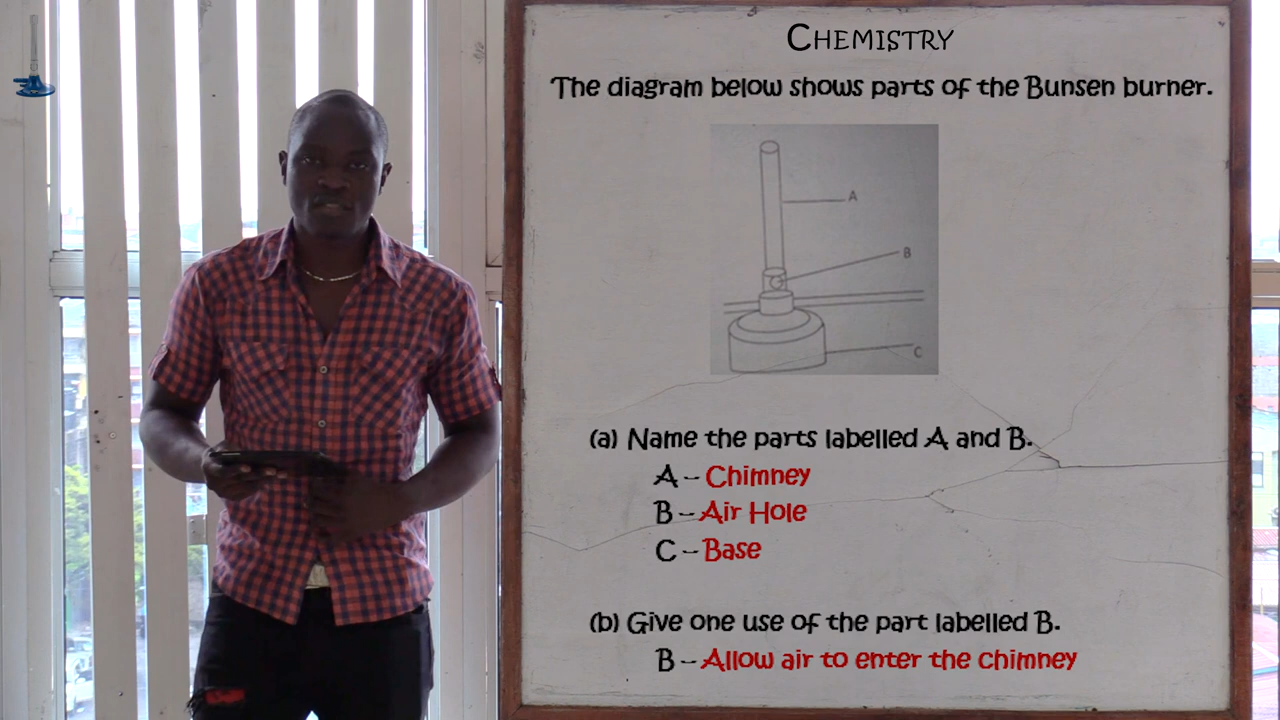 CHEMISTRY
The diagram below shows parts of the Bunsen burner.
A
B
C
(a) Name the parts labelled A and B.
A – Chimney
B – Air Hole
C – Base
(b) Give one use of the part labelled B.
B – Allow air to enter the chimney